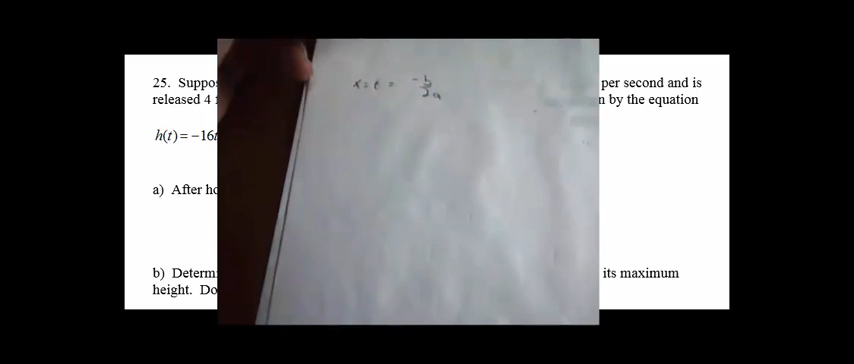 25. Suppo per second and is
released 4 n by the equation
x = t = -b/2a
h(t) = −16t
a) After ho
b) Determ its maximum
height. Do